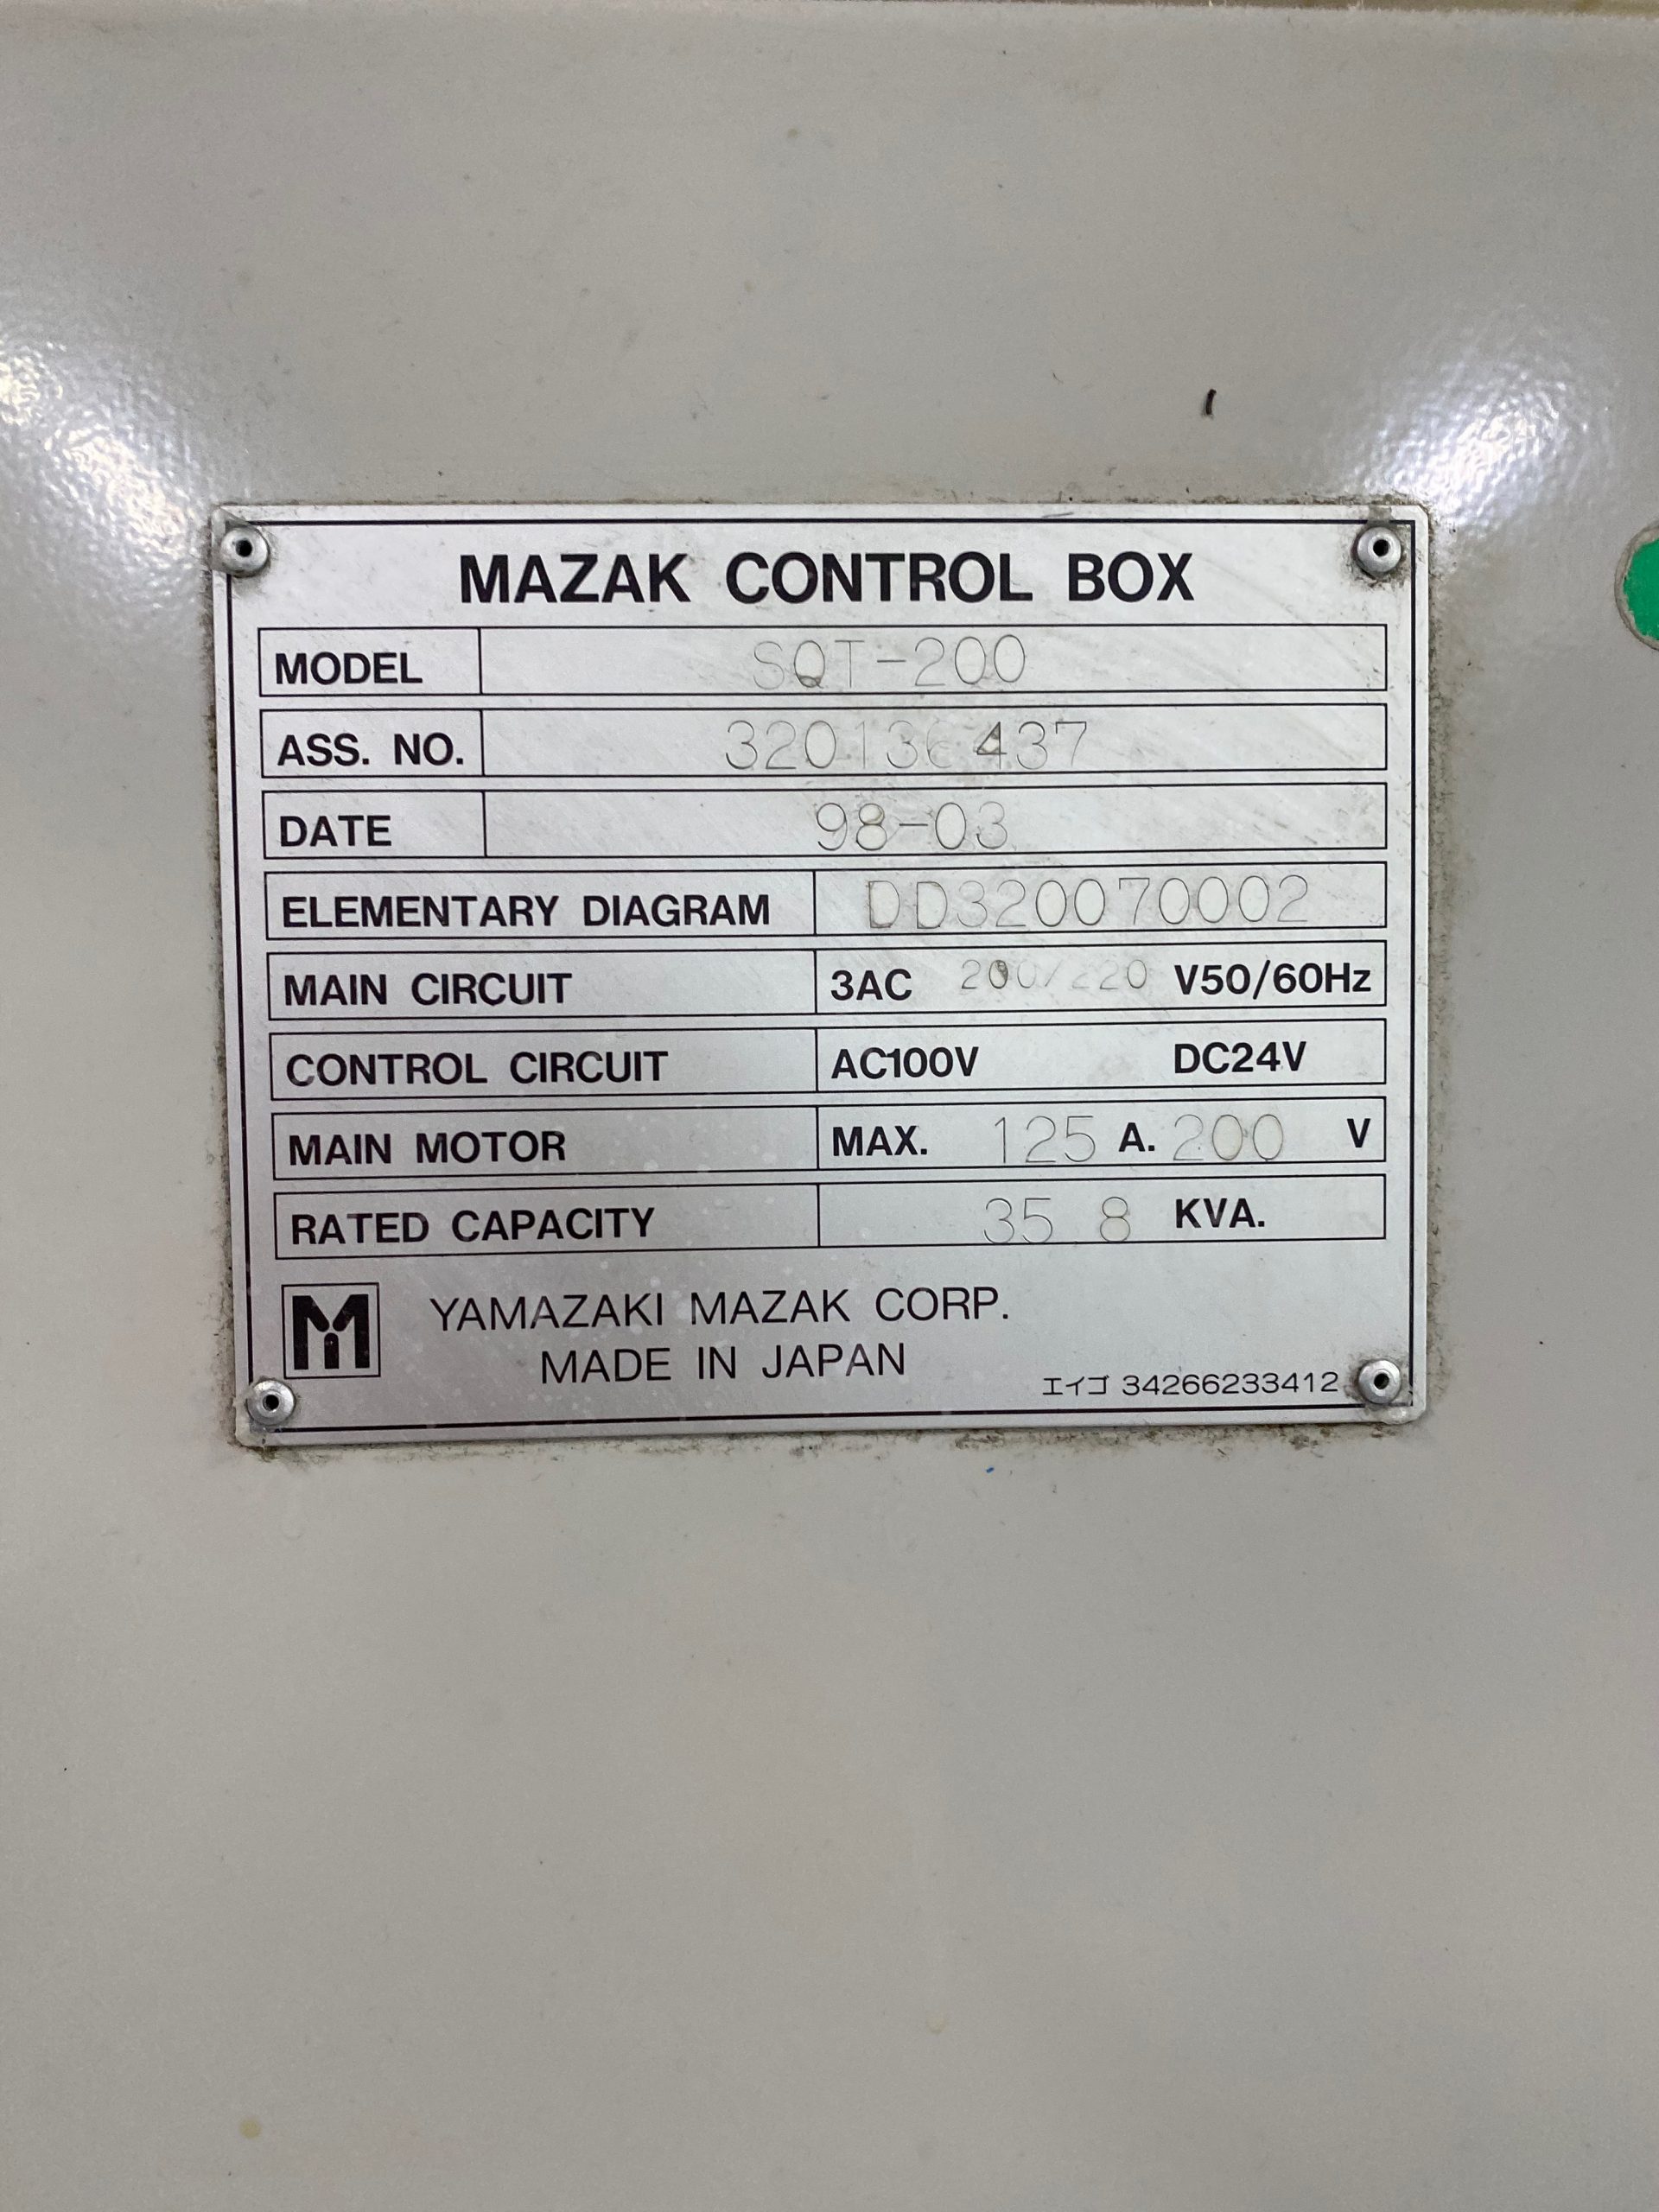 MAZAK CONTROL BOX
MODEL SQT-200
ASS. NO. 320136437
DATE 98-03
ELEMENTARY DIAGRAM DD320070002
MAIN CIRCUIT 3AC 200/220 V50/60Hz
CONTROL CIRCUIT AC100V DC24V
MAIN MOTOR MAX. 125 A. 200 V
RATED CAPACITY 35.8 KVA.
YAMAZAKI MAZAK CORP.
MADE IN JAPAN
エイゴ 34266233412